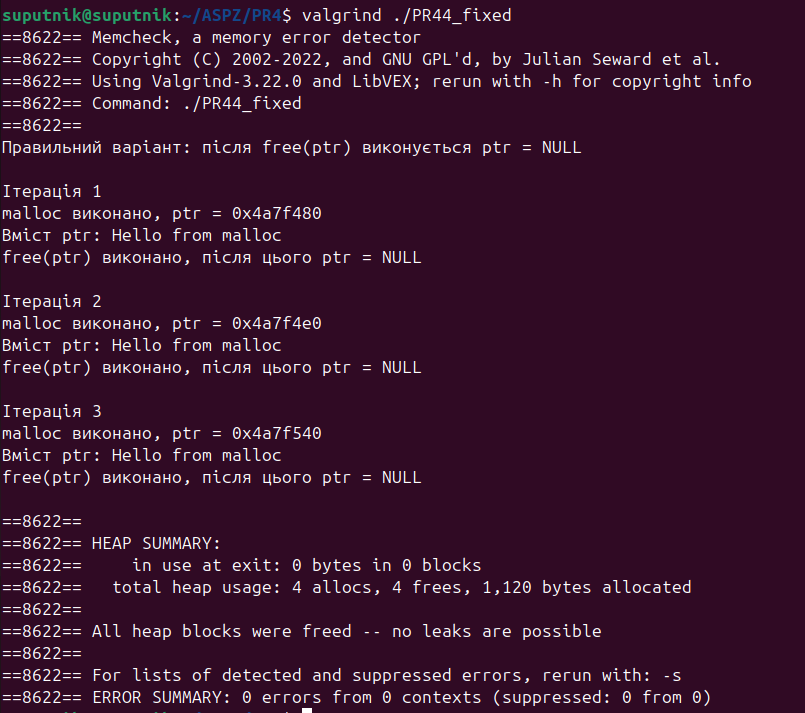 suputnik@suputnik:~/ASPZ/PR4$ valgrind ./PR44_fixed
==8622== Memcheck, a memory error detector
==8622== Copyright (C) 2002-2022, and GNU GPL'd, by Julian Seward et al.
==8622== Using Valgrind-3.22.0 and LibVEX; rerun with -h for copyright info
==8622== Command: ./PR44_fixed
==8622==
Правильний варіант: після free(ptr) виконується ptr = NULL
Ітерація 1
malloc виконано, ptr = 0x4a7f480
Вміст ptr: Hello from malloc
free(ptr) виконано, після цього ptr = NULL
Ітерація 2
malloc виконано, ptr = 0x4a7f4e0
Вміст ptr: Hello from malloc
free(ptr) виконано, після цього ptr = NULL
Ітерація 3
malloc виконано, ptr = 0x4a7f540
Вміст ptr: Hello from malloc
free(ptr) виконано, після цього ptr = NULL
==8622==
==8622== HEAP SUMMARY:
==8622==     in use at exit: 0 bytes in 0 blocks
==8622==   total heap usage: 4 allocs, 4 frees, 1,120 bytes allocated
==8622==
==8622== All heap blocks were freed -- no leaks are possible
==8622==
==8622== For lists of detected and suppressed errors, rerun with: -s
==8622== ERROR SUMMARY: 0 errors from 0 contexts (suppressed: 0 from 0)